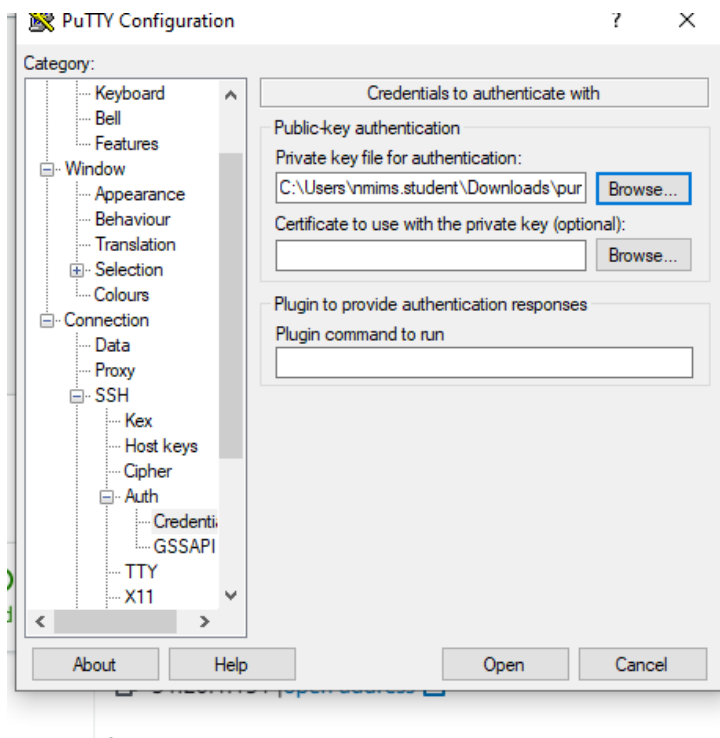 PuTTY Configuration ? ×
Category:
Keyboard
Bell
Features
Window
Appearance
Behaviour
Translation
Selection
Colours
Connection
Data
Proxy
SSH
Kex
Host keys
Cipher
Auth
Credentia
GSSAPI
TTY
X11
Credentials to authenticate with
Public-key authentication
Private key file for authentication:
C:\Users\nmims.student\Downloads\pur Browse...
Certificate to use with the private key (optional):
Browse...
Plugin to provide authentication responses
Plugin command to run
About Help Open Cancel
open address